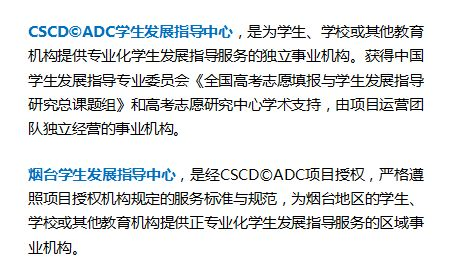 CSCD©ADC学生发展指导中心，是为学生、学校或其他教育
机构提供专业化学生发展指导服务的独立事业机构。获得中国
学生发展指导专业委员会《全国高考志愿填报与学生发展指导
研究总课题组》和高考志愿研究中心学术支持，由项目运营团
队独立经营的事业机构。
烟台学生发展指导中心，是经CSCD©ADC项目授权，严格遵
照项目授权机构规定的服务标准与规范，为烟台地区的学生、
学校或其他教育机构提供正专业化学生发展指导服务的区域事
业机构。